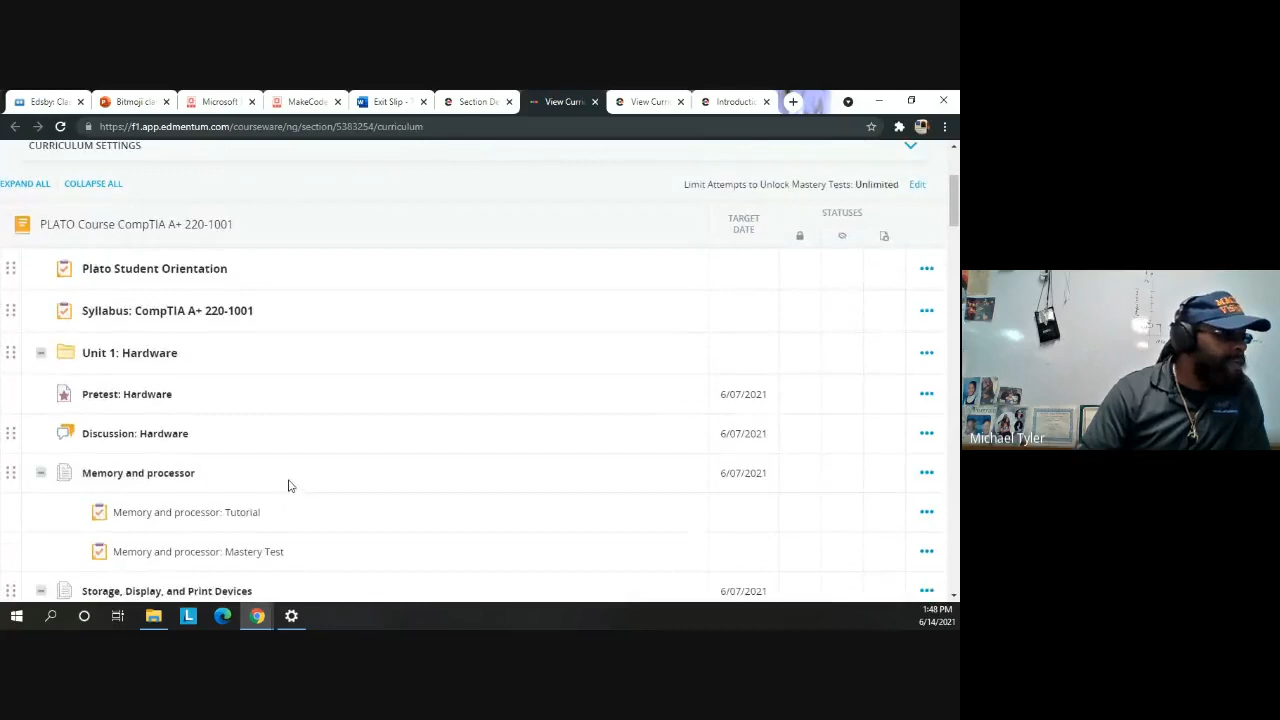 Edsby: Cla
Bitmoji cla
Microsoft
MakeCode
Exit Slip -
Section De
View Curri
View Curri
Introductic
https://f1.app.edmentum.com/courseware/ng/section/5383254/curriculum
CURRICULUM SETTINGS
EXPAND ALL | COLLAPSE ALL
Limit Attempts to Unlock Mastery Tests: Unlimited Edit
PLATO Course CompTIA A+ 220-1001
TARGET DATE
STATUSES
Plato Student Orientation
Syllabus: CompTIA A+ 220-1001
Unit 1: Hardware
Pretest: Hardware 6/07/2021
Discussion: Hardware 6/07/2021
Memory and processor 6/07/2021
Memory and processor: Tutorial
Memory and processor: Mastery Test
Storage, Display, and Print Devices 6/07/2021
L
1:48 PM
6/14/2021
Michael Tyler